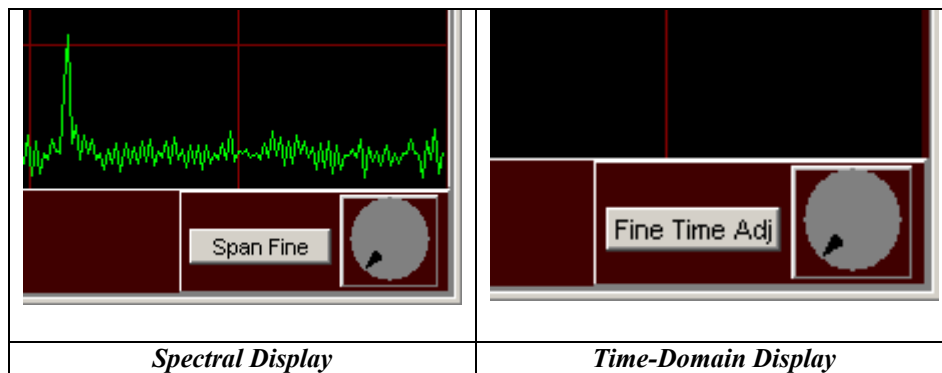 Span Fine
Fine Time Adj
Spectral Display
Time-Domain Display